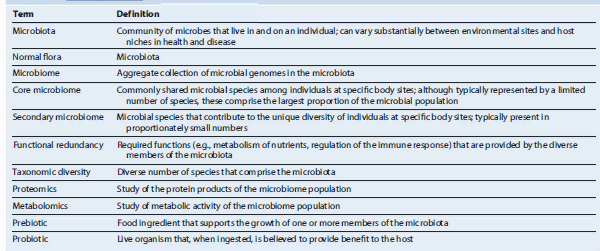 Term Definition
Microbiota Community of microbes that live in and on an individual; can vary substantially between environmental sites and host
niches in health and disease
Normal flora Microbiota
Microbiome Aggregate collection of microbial genomes in the microbiota
Core microbiome Commonly shared microbial species among individuals at specific body sites; although typically represented by a limited
number of species, these comprise the largest proportion of the microbial population
Secondary microbiome Microbial species that contribute to the unique diversity of individuals at specific body sites; typically present in
proportionately small numbers
Functional redundancy Required functions (e.g., metabolism of nutrients, regulation of the immune response) that are provided by the diverse
members of the microbiota
Taxonomic diversity Diverse number of species that comprise the microbiota
Proteomics Study of the protein products of the microbiome population
Metabolomics Study of metabolic activity of the microbiome population
Prebiotic Food ingredient that supports the growth of one or more members of the microbiota
Probiotic Live organism that, when ingested, is believed to provide benefit to the host